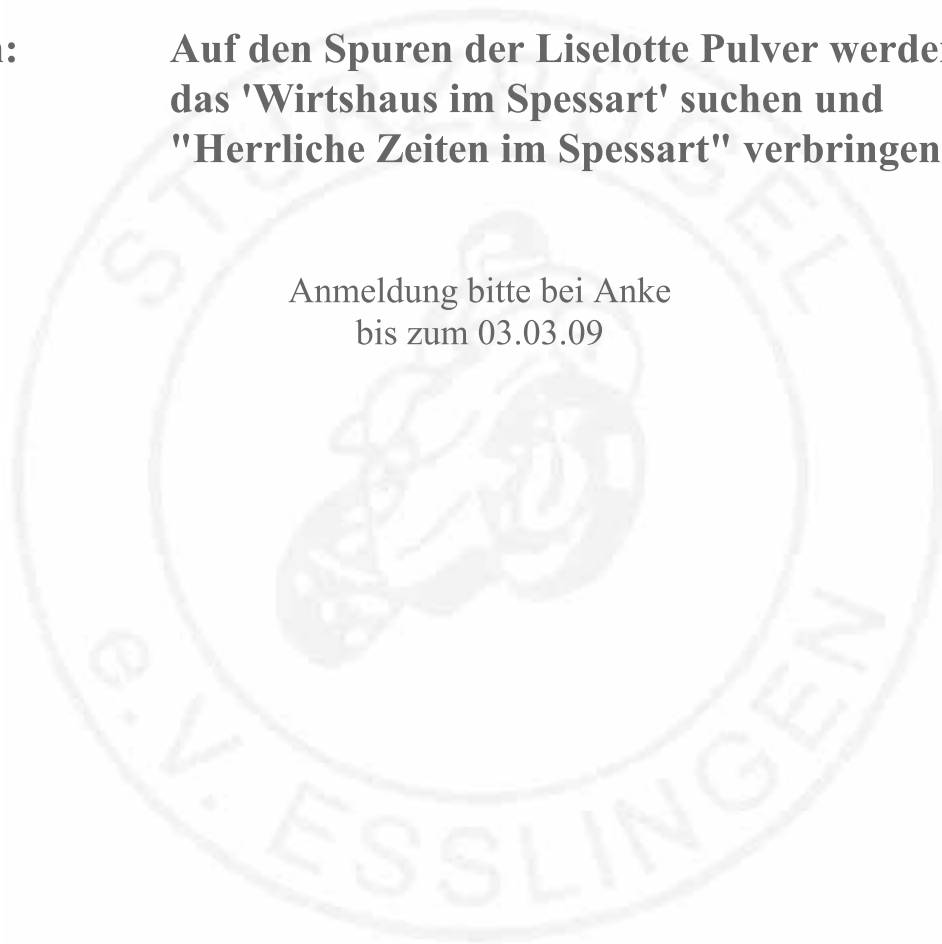 n: Auf den Spuren der Liselotte Pulver werden
das 'Wirtshaus im Spessart' suchen und
"Herrliche Zeiten im Spessart" verbringen
Anmeldung bitte bei Anke
bis zum 03.03.09
e.V. ESSLINGEN